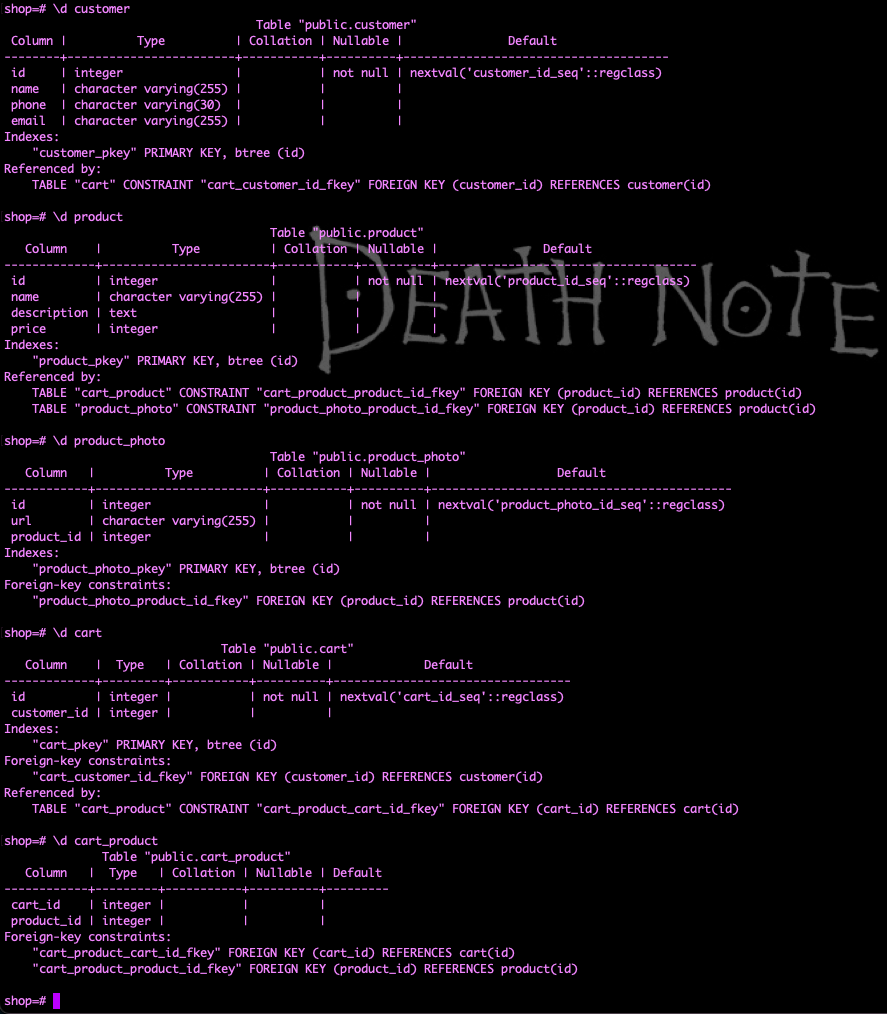 shop=# \d customer
                                    Table "public.customer"
 Column |          Type          | Collation | Nullable |               Default
--------+------------------------+-----------+----------+--------------------------------------
 id     | integer                |           | not null | nextval('customer_id_seq'::regclass)
 name   | character varying(255) |           |          |
 phone  | character varying(30)  |           |          |
 email  | character varying(255) |           |          |
Indexes:
    "customer_pkey" PRIMARY KEY, btree (id)
Referenced by:
    TABLE "cart" CONSTRAINT "cart_customer_id_fkey" FOREIGN KEY (customer_id) REFERENCES customer(id)

shop=# \d product
                                      Table "public.product"
   Column    |          Type          | Collation | Nullable |               Default
-------------+------------------------+-----------+----------+-------------------------------------
 id          | integer                |           | not null | nextval('product_id_seq'::regclass)
 name        | character varying(255) |           |          |
 description | text                   |           |          |
 price       | integer                |           |          |
DEATH NOTE
Indexes:
    "product_pkey" PRIMARY KEY, btree (id)
Referenced by:
    TABLE "cart_product" CONSTRAINT "cart_product_product_id_fkey" FOREIGN KEY (product_id) REFERENCES product(id)
    TABLE "product_photo" CONSTRAINT "product_photo_product_id_fkey" FOREIGN KEY (product_id) REFERENCES product(id)

shop=# \d product_photo
                                      Table "public.product_photo"
   Column   |          Type          | Collation | Nullable |                  Default
------------+------------------------+-----------+----------+-------------------------------------------
 id         | integer                |           | not null | nextval('product_photo_id_seq'::regclass)
 url        | character varying(255) |           |          |
 product_id | integer                |           |          |
Indexes:
    "product_photo_pkey" PRIMARY KEY, btree (id)
Foreign-key constraints:
    "product_photo_product_id_fkey" FOREIGN KEY (product_id) REFERENCES product(id)

shop=# \d cart
                               Table "public.cart"
   Column    |  Type   | Collation | Nullable |             Default
-------------+---------+-----------+----------+----------------------------------
 id          | integer |           | not null | nextval('cart_id_seq'::regclass)
 customer_id | integer |           |          |
Indexes:
    "cart_pkey" PRIMARY KEY, btree (id)
Foreign-key constraints:
    "cart_customer_id_fkey" FOREIGN KEY (customer_id) REFERENCES customer(id)
Referenced by:
    TABLE "cart_product" CONSTRAINT "cart_product_cart_id_fkey" FOREIGN KEY (cart_id) REFERENCES cart(id)

shop=# \d cart_product
              Table "public.cart_product"
   Column   |  Type   | Collation | Nullable | Default
------------+---------+-----------+----------+---------
 cart_id    | integer |           |          |
 product_id | integer |           |          |
Foreign-key constraints:
    "cart_product_cart_id_fkey" FOREIGN KEY (cart_id) REFERENCES cart(id)
    "cart_product_product_id_fkey" FOREIGN KEY (product_id) REFERENCES product(id)

shop=#